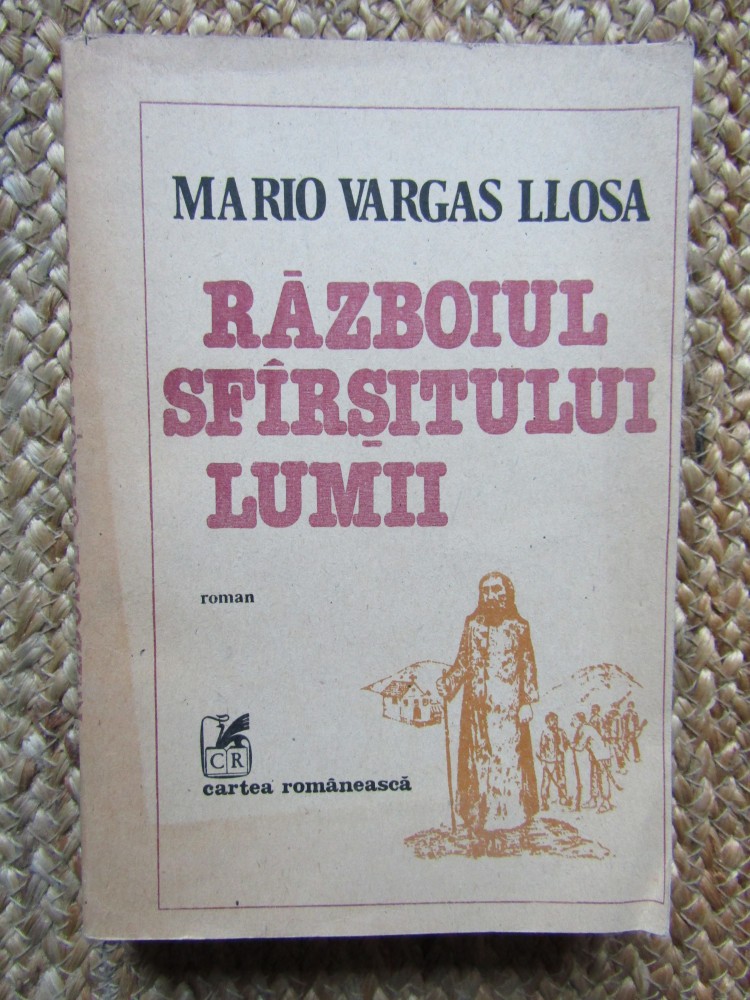 MARIO VARGAS LLOSA
RĂZBOIUL
SFÎRȘITULUI
LUMII
roman
CR
cartea românească